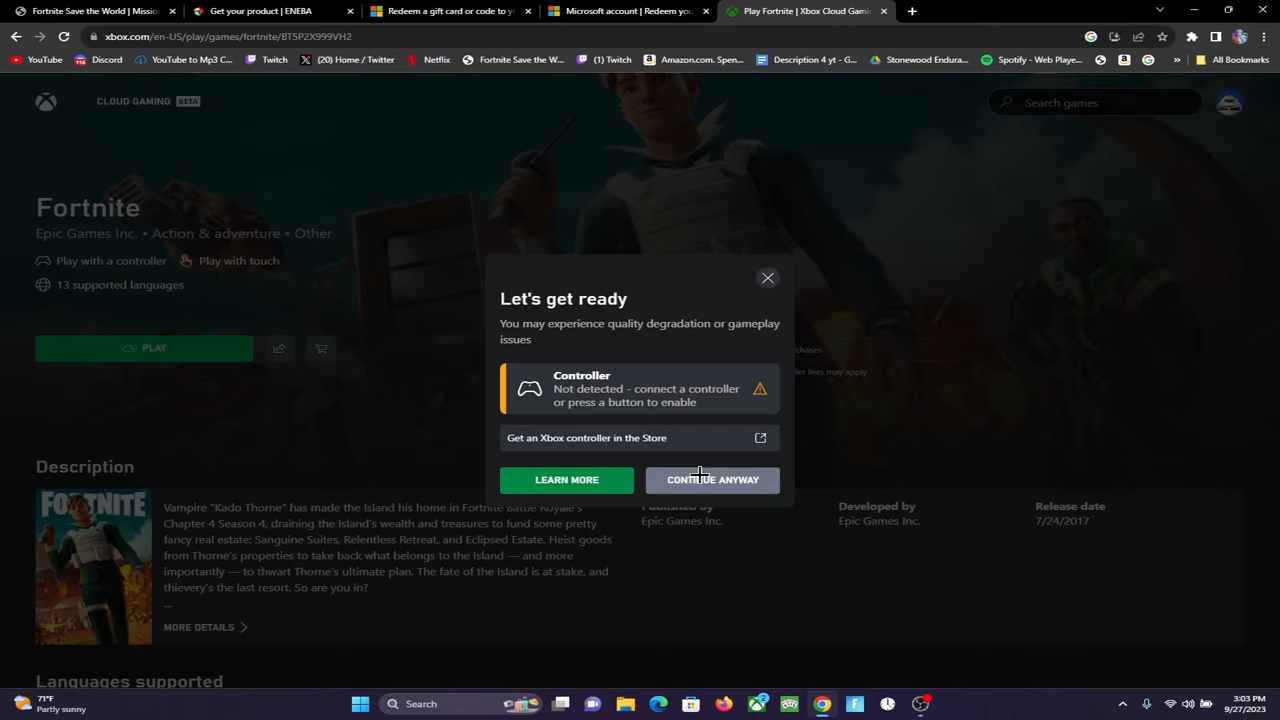 Fortnite Save the World | Mission
Get your product | ENEBA
Redeem a gift card or code to yo
Microsoft account | Redeem you
Play Fortnite | Xbox Cloud Gami
xbox.com/en-US/play/games/fortnite/BT5P2X999VH2
YouTube
116
Discord
YouTube to Mp3 C...
Twitch
(20) Home / Twitter
Netflix
Fortnite Save the W...
(1) Twitch
Amazon.com. Spen...
Description 4 yt - G...
Stonewood Endura...
Spotify - Web Playe...
»
All Bookmarks
CLOUD GAMING BETA
Search games
Fortnite
Epic Games Inc. • Action & adventure • Other
Play with a controller
Play with touch
13 supported languages
PLAY
Let's get ready
You may experience quality degradation or gameplay
issues
Controller
Not detected - connect a controller
or press a button to enable
Get an Xbox controller in the Store
LEARN MORE
CONTINUE ANYWAY
chases
er fees may apply
Description
FORTNITE
Vampire "Kado Thorne" has made the Island his home in Fortnite Battle Royale's
Chapter 4 Season 4, draining the Island's wealth and treasures to fund some pretty
fancy real estate: Sanguine Suites, Relentless Retreat, and Eclipsed Estate. Heist goods
from Thorne's properties to take back what belongs to the Island — and more
importantly — to thwart Thorne's ultimate plan. The fate of the Island is at stake, and
thievery's the last resort. So are you in?
...
MORE DETAILS
Published by
Epic Games Inc.
Developed by
Epic Games Inc.
Release date
7/24/2017
Languages supported
71°F
Partly sunny
Search
2
3:03 PM
9/27/2023